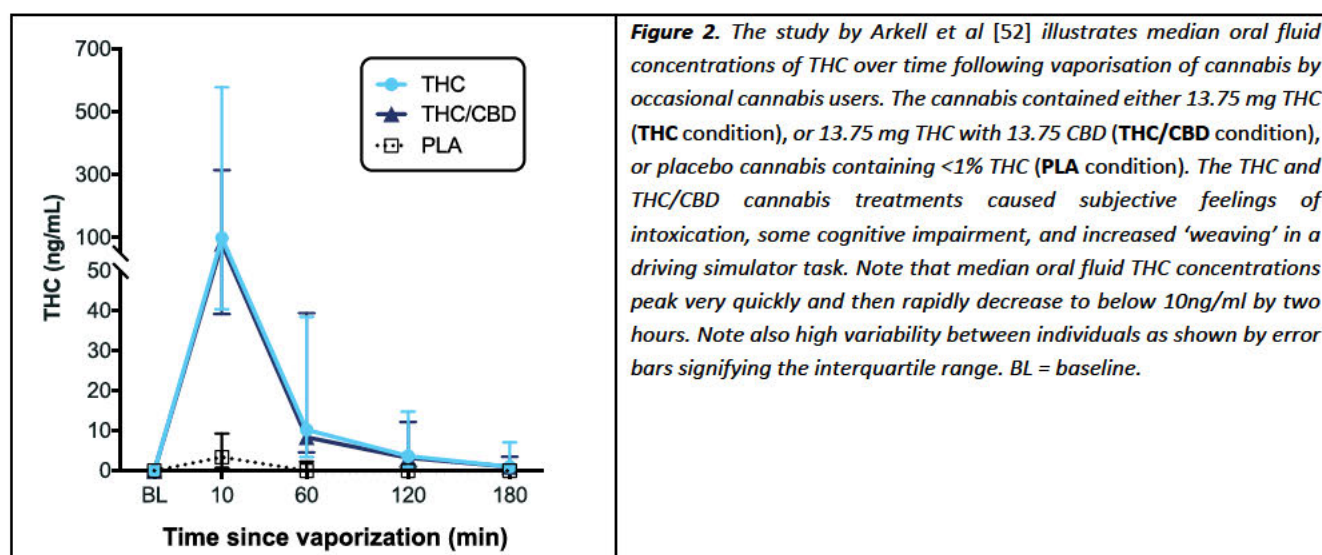 700
500
300
100
50
40
30
20
10
0
THC (ng/mL)
THC
THC/CBD
PLA
BL
10
60
120
180
Time since vaporization (min)
Figure 2. The study by Arkell et al [52] illustrates median oral fluid
concentrations of THC over time following vaporisation of cannabis by
occasional cannabis users. The cannabis contained either 13.75 mg THC
(THC condition), or 13.75 mg THC with 13.75 CBD (THC/CBD condition),
or placebo cannabis containing <1% THC (PLA condition). The THC and
THC/CBD cannabis treatments caused subjective feelings of
intoxication, some cognitive impairment, and increased ‘weaving’ in a
driving simulator task. Note that median oral fluid THC concentrations
peak very quickly and then rapidly decrease to below 10ng/ml by two
hours. Note also high variability between individuals as shown by error
bars signifying the interquartile range. BL = baseline.